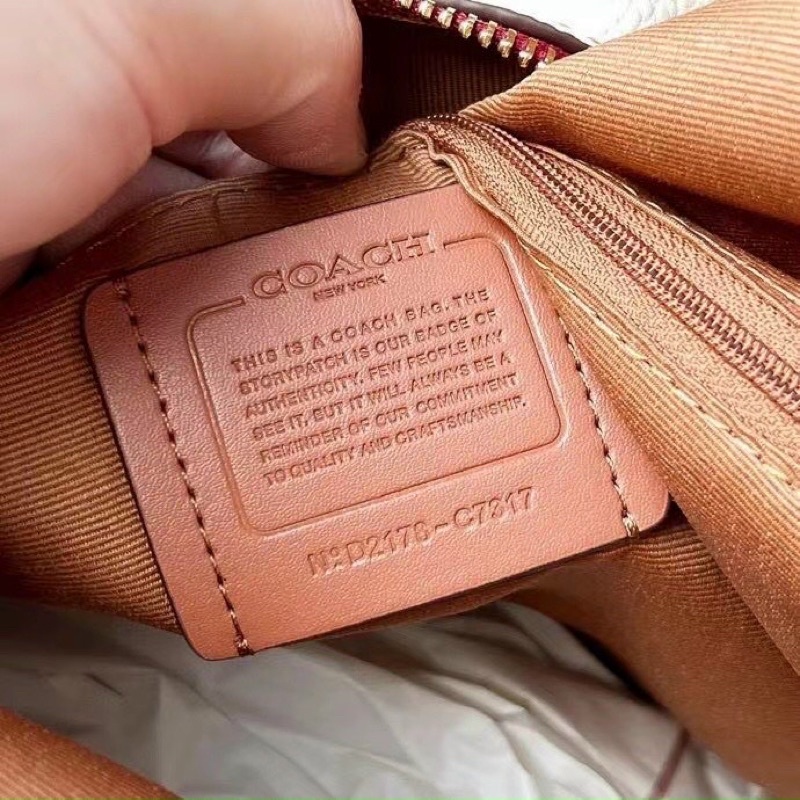 COACH
NEW YORK
THIS IS A COACH BAG. THE
STORYPATCH IS OUR BADGE OF
AUTHENTICITY. FEW PEOPLE MAY
SEE IT, BUT IT WILL ALWAYS BE A
REMINDER OF OUR COMMITMENT
TO QUALITY AND CRAFTSMANSHIP.
Nº D2178-C7317